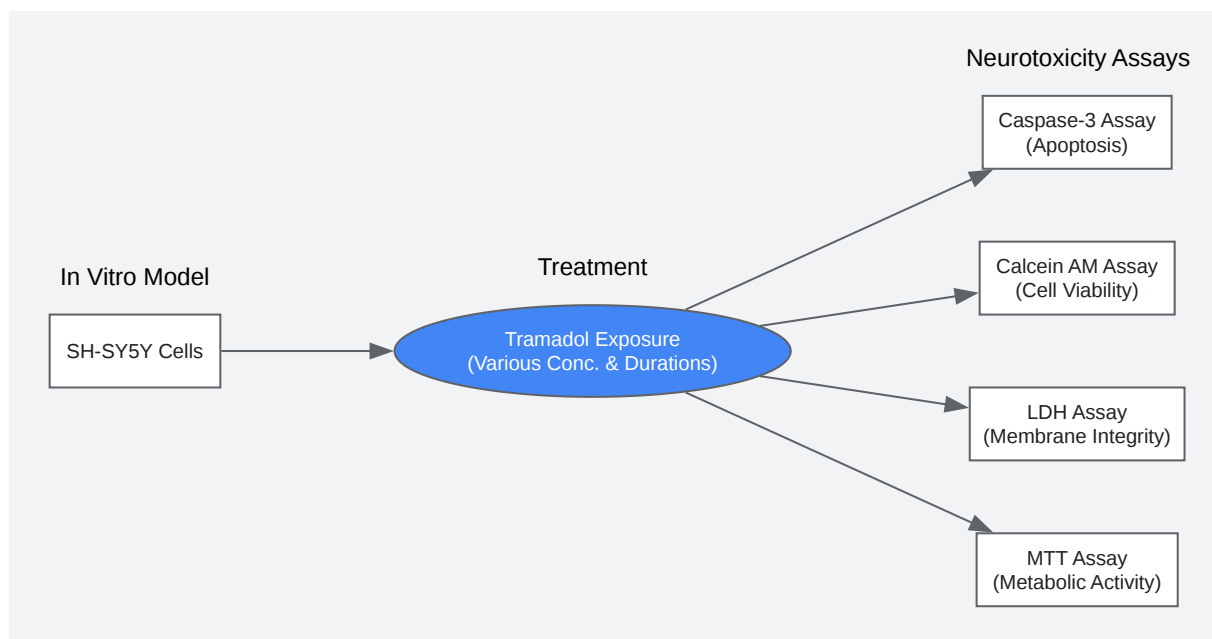 In Vitro Model
SH-SY5Y Cells
Treatment
Tramadol Exposure
(Various Conc. & Durations)
Neurotoxicity Assays
Caspase-3 Assay
(Apoptosis)
Calcein AM Assay
(Cell Viability)
LDH Assay
(Membrane Integrity)
MTT Assay
(Metabolic Activity)